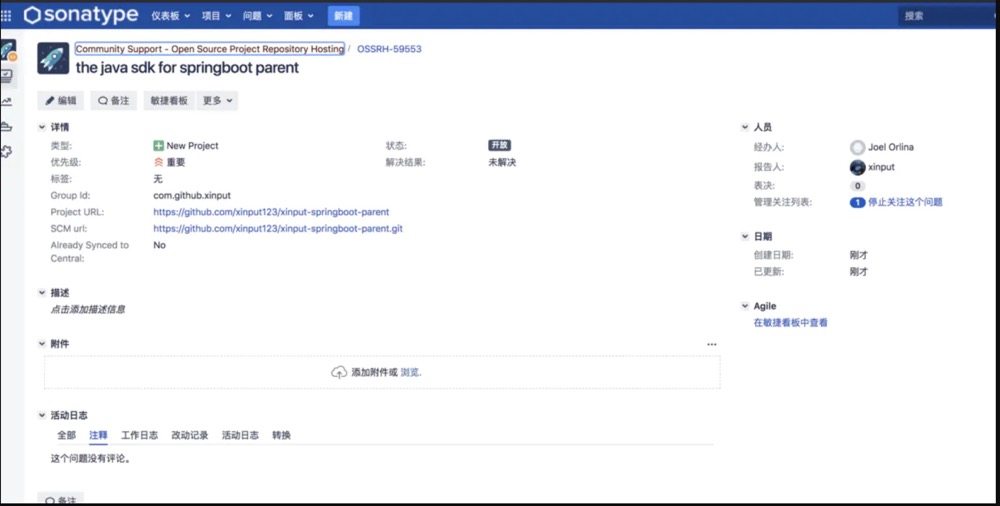 sonatype 仪表板 项目 问题 面板 新建 搜索
Community Support - Open Source Project Repository Hosting / OSSRH-59553
the java sdk for springboot parent
编辑 备注 敏捷看板 更多
详情
类型: New Project 状态: 开放
优先级: 重要 解决结果: 未解决
标签: 无
Group Id: com.github.xinput
Project URL: https://github.com/xinput123/xinput-springboot-parent
SCM url: https://github.com/xinput123/xinput-springboot-parent.git
Already Synced to Central: No
描述
点击添加描述信息
附件 ...
添加附件或 浏览.
活动日志
全部 注释 工作日志 改动记录 活动日志 转换
这个问题没有评论。
备注
人员
经办人: Joel Orlina
报告人: xinput
表决: 0
管理关注列表: 1 停止关注这个问题
日期
创建日期: 刚才
已更新: 刚才
Agile
在敏捷看板中查看